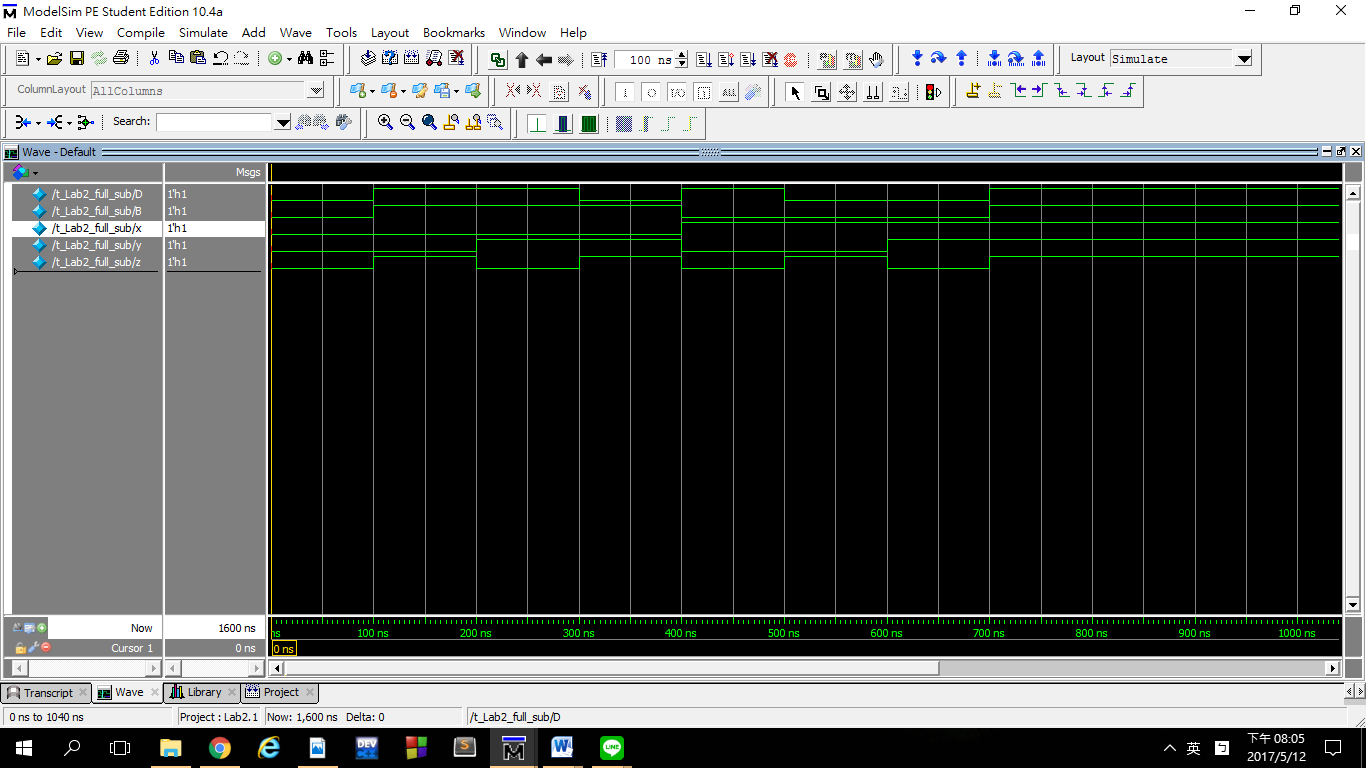 ModelSim PE Student Edition 10.4a
File Edit View Compile Simulate Add Wave Tools Layout Bookmarks Window Help
100 ns
Layout Simulate
ColumnLayout AllColumns
ALL
Search:
Wave - Default
Msgs
/t_Lab2_full_sub/D 1'h1
/t_Lab2_full_sub/B 1'h1
/t_Lab2_full_sub/x 1'h1
/t_Lab2_full_sub/y 1'h1
/t_Lab2_full_sub/z 1'h1
Now 1600 ns
ns 100 ns 200 ns 300 ns 400 ns 500 ns 600 ns 700 ns 800 ns 900 ns 1000 ns
Cursor 1 0 ns
0 ns
Transcript Wave Library Project
0 ns to 1040 ns Project : Lab2.1 Now: 1,600 ns Delta: 0 /t_Lab2_full_sub/D
DEV C++ S M W LINE 英 下午 08:05
2017/5/12